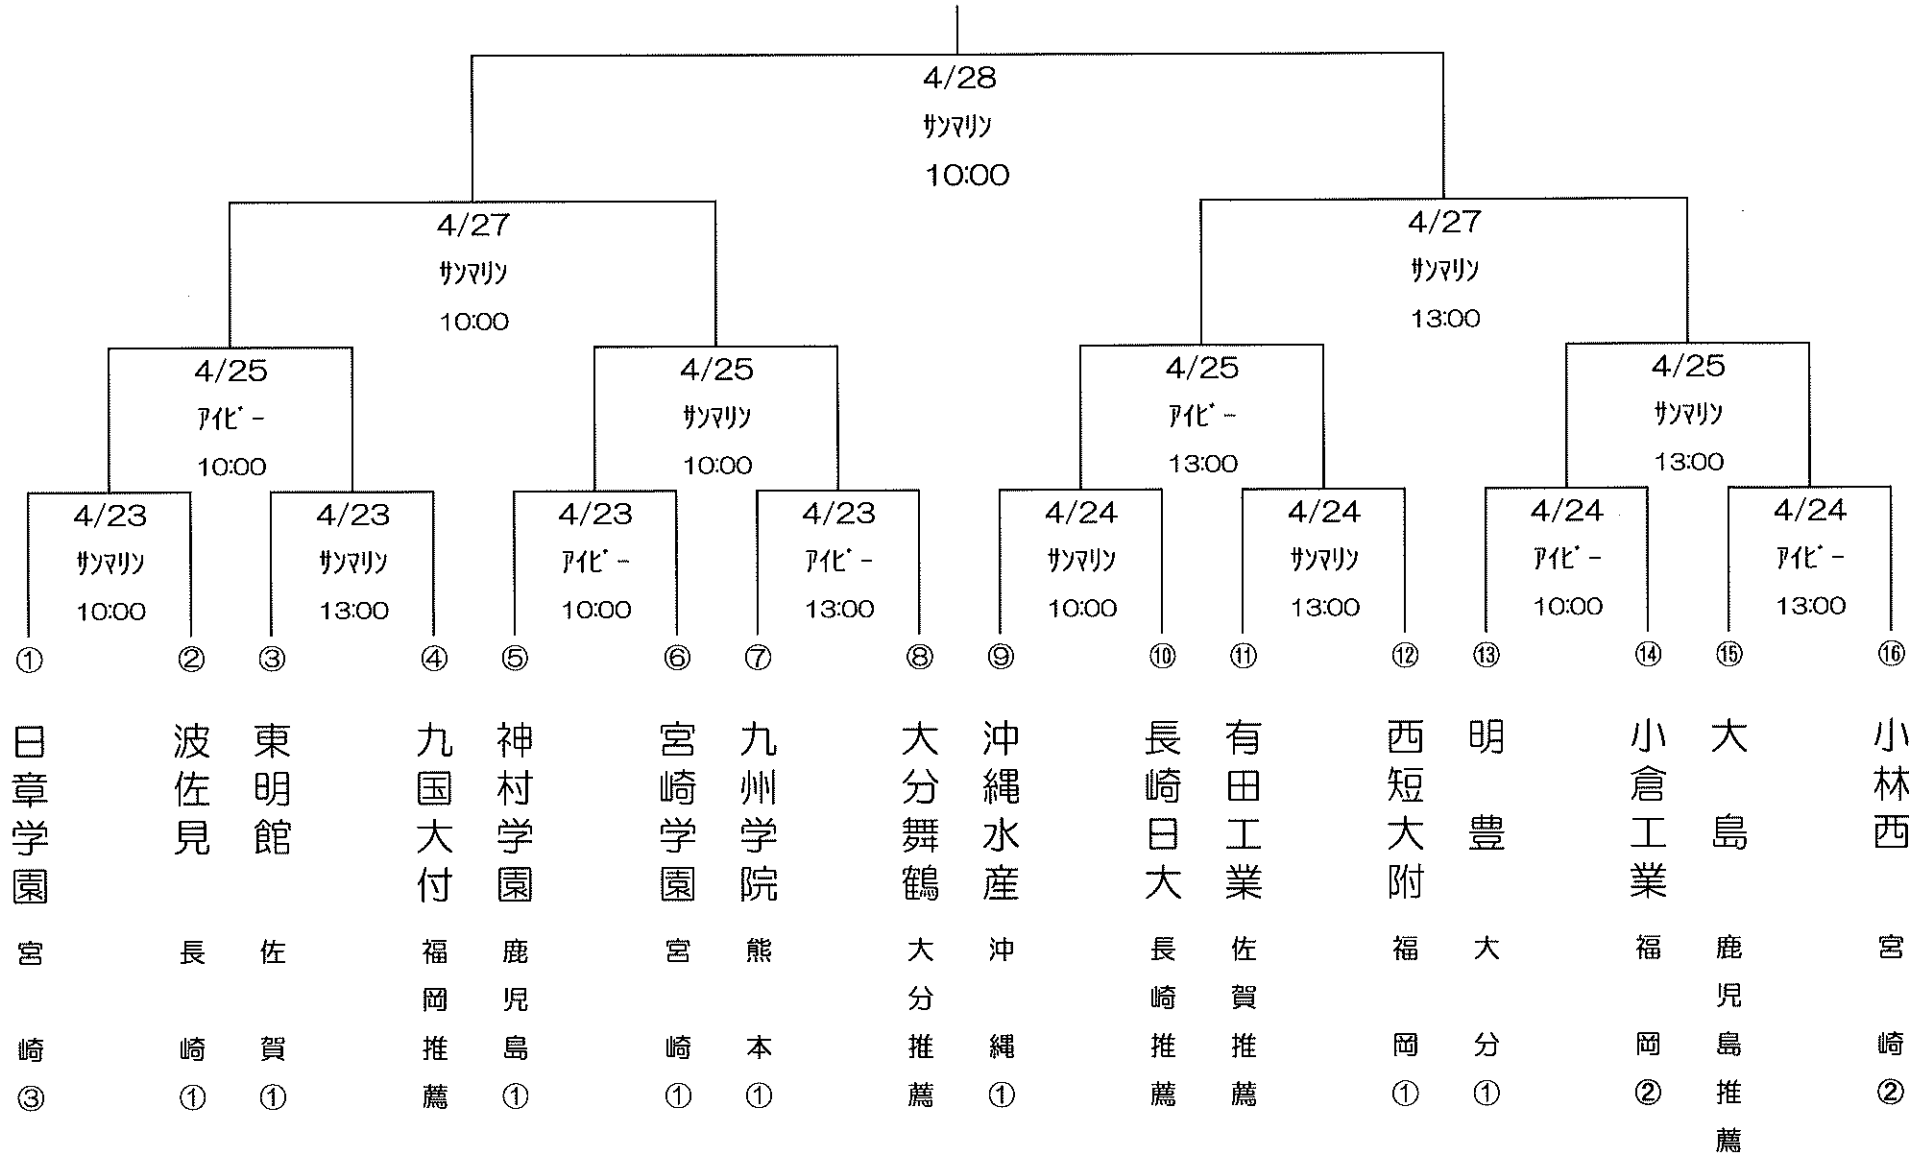 4/28
サンマリン
10:00
4/27
サンマリン
10:00
4/27
サンマリン
13:00
4/25
アイビー
10:00
4/25
サンマリン
10:00
4/25
アイビー
13:00
4/25
サンマリン
13:00
4/23
サンマリン
10:00
4/23
サンマリン
13:00
4/23
アイビー
10:00
4/23
アイビー
13:00
4/24
サンマリン
10:00
4/24
サンマリン
13:00
4/24
アイビー
10:00
4/24
アイビー
13:00
① 日章学園 宮崎③
② 波佐見 長崎①
③ 東明館 佐賀①
④ 九国大付 福岡推薦
⑤ 神村学園 鹿児島①
⑥ 宮崎学園 宮崎①
⑦ 九州学院 熊本①
⑧ 大分舞鶴 大分推薦
⑨ 沖縄水産 沖縄①
⑩ 長崎日大 長崎推薦
⑪ 有田工業 佐賀推薦
⑫ 西短大附 福岡①
⑬ 明豊 大分①
⑭ 小倉工業 福岡②
⑮ 大島 鹿児島推薦
⑯ 小林西 宮崎②